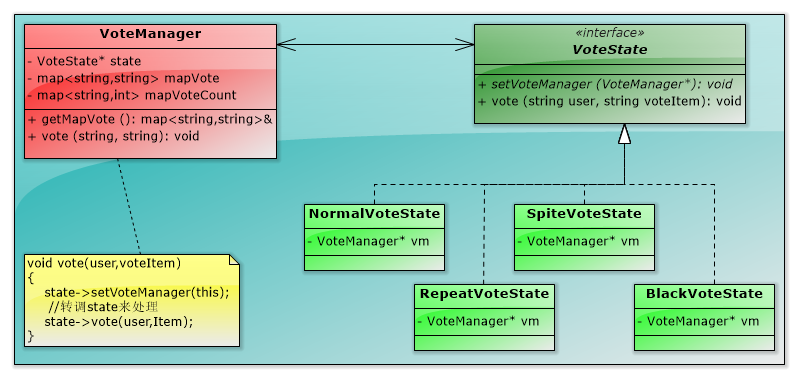 VoteManager
- VoteState* state
- map<string,string> mapVote
- map<string,int> mapVoteCount
+ getMapVote (): map<string,string>&
+ vote (string, string): void
«interface»
VoteState
+ setVoteManager (VoteManager*): void
+ vote (string user, string voteItem): void
NormalVoteState
- VoteManager* vm
SpiteVoteState
- VoteManager* vm
RepeatVoteState
- VoteManager* vm
BlackVoteState
- VoteManager* vm
void vote(user,voteItem)
{
state->setVoteManager(this);
//转调state来处理
state->vote(user,Item);
}